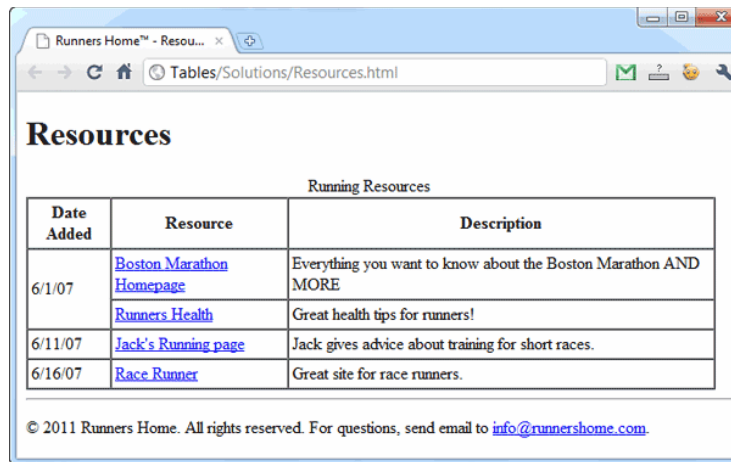 Runners Home™ - Resou...
Tables/Solutions/Resources.html
Resources
Running Resources
Date Added
Resource
Description
6/1/07
Boston Marathon Homepage
Everything you want to know about the Boston Marathon AND MORE
Runners Health
Great health tips for runners!
6/11/07
Jack's Running page
Jack gives advice about training for short races.
6/16/07
Race Runner
Great site for race runners.
© 2011 Runners Home. All rights reserved. For questions, send email to info@runnershome.com.